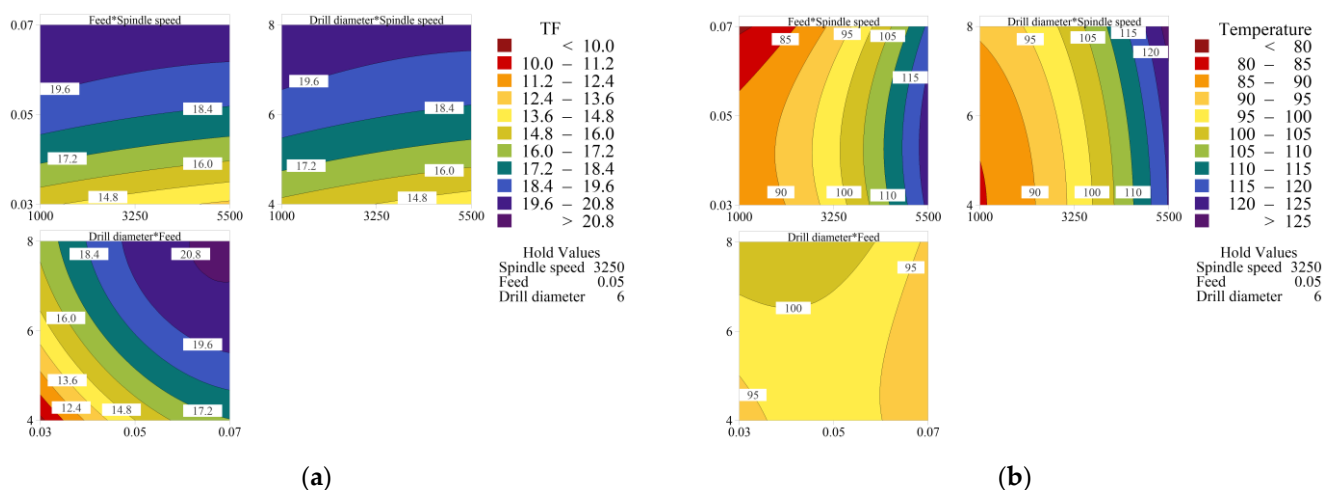 Feed*Spindle speed
0.07
0.05
0.03
19.6
18.4
17.2
16.0
14.8
1000 3250 5500
Drill diameter*Spindle speed
8
6
4
19.6
18.4
17.2
16.0
14.8
1000 3250 5500
TF
< 10.0
10.0 – 11.2
11.2 – 12.4
12.4 – 13.6
13.6 – 14.8
14.8 – 16.0
16.0 – 17.2
17.2 – 18.4
18.4 – 19.6
19.6 – 20.8
> 20.8
Drill diameter*Feed
8
6
4
18.4 20.8
16.0
19.6
13.6
12.4 14.8 17.2
0.03 0.05 0.07
Hold Values
Spindle speed 3250
Feed 0.05
Drill diameter 6
(a)
Feed*Spindle speed
0.07
0.05
0.03
85 95 105
115
90 100 110
1000 3250 5500
Drill diameter*Spindle speed
8
6
4
95 105 115
120
90 100 110
1000 3250 5500
Temperature
< 80
80 – 85
85 – 90
90 – 95
95 – 100
100 – 105
105 – 110
110 – 115
115 – 120
120 – 125
> 125
Drill diameter*Feed
8
6
4
95
100
95
0.03 0.05 0.07
Hold Values
Spindle speed 3250
Feed 0.05
Drill diameter 6
(b)